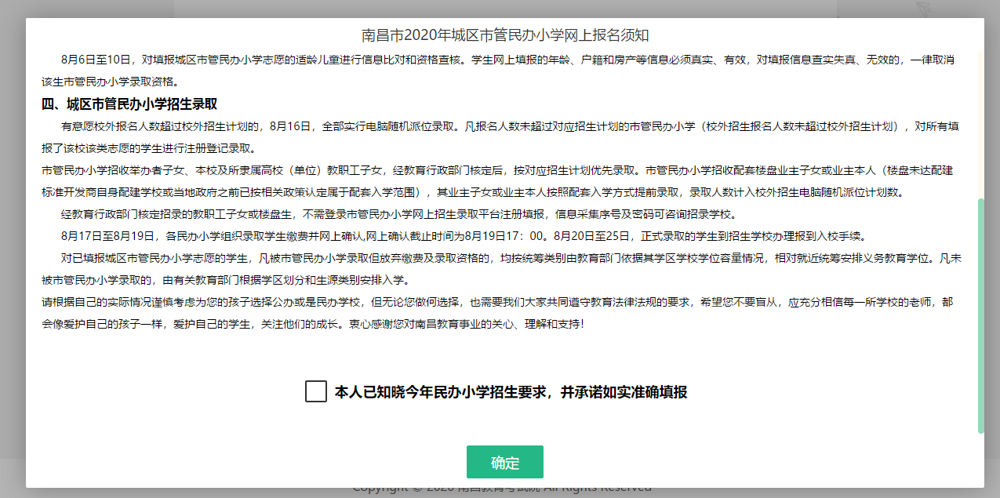 南昌市2020年城区市管民办小学网上报名须知
8月6日至10日，对填报城区市管民办小学志愿的适龄儿童进行信息比对和资格查核。学生网上填报的年龄、户籍和房产等信息必须真实、有效，对填报信息查实失真、无效的，一律取消
该生市管民办小学录取资格。
四、城区市管民办小学招生录取
有意愿校外报名人数超过校外招生计划的，8月16日，全部实行电脑随机派位录取。凡报名人数未超过对应招生计划的市管民办小学（校外招生报名人数未超过校外招生计划），对所有填
报了该校该类志愿的学生进行注册登记录取。
市管民办小学招收举办者子女、本校及所隶属高校（单位）教职工子女，经教育行政部门核定后，按对应招生计划优先录取。市管民办小学招收配套楼盘业主子女或业主本人（楼盘未达配建
标准开发商自身配建学校或当地政府之前已按相关政策认定属于配套入学范围），其业主子女或业主本人按照配套入学方式提前录取，录取人数计入校外招生电脑随机派位计划数。
经教育行政部门核定招录的教职工子女或楼盘生，不需登录市管民办小学网上招生录取平台注册填报，信息采集序号及密码可咨询招录学校。
8月17日至8月19日，各民办小学组织录取学生缴费并网上确认,网上确认截止时间为8月19日17：00。8月20日至25日，正式录取的学生到招生学校办理报到入校手续。
对已填报城区市管民办小学志愿的学生，凡被市管民办小学录取但放弃缴费及录取资格的，均按统筹类别由教育部门依据其学区学校学位容量情况，相对就近统筹安排义务教育学位。凡未
被市管民办小学录取的，由有关教育部门根据学区划分和生源类别安排入学。
请根据自己的实际情况谨慎考虑为您的孩子选择公办或是民办学校，但无论您做何选择，也需要我们大家共同遵守教育法律法规的要求，希望您不要盲从，应充分相信每一所学校的老师，都
会像爱护自己的孩子一样，爱护自己的学生，关注他们的成长。衷心感谢您对南昌教育事业的关心、理解和支持！
本人已知晓今年民办小学招生要求，并承诺如实准确填报
确定
Copyright © 2020 南昌教育考试院 All Rights Reserved